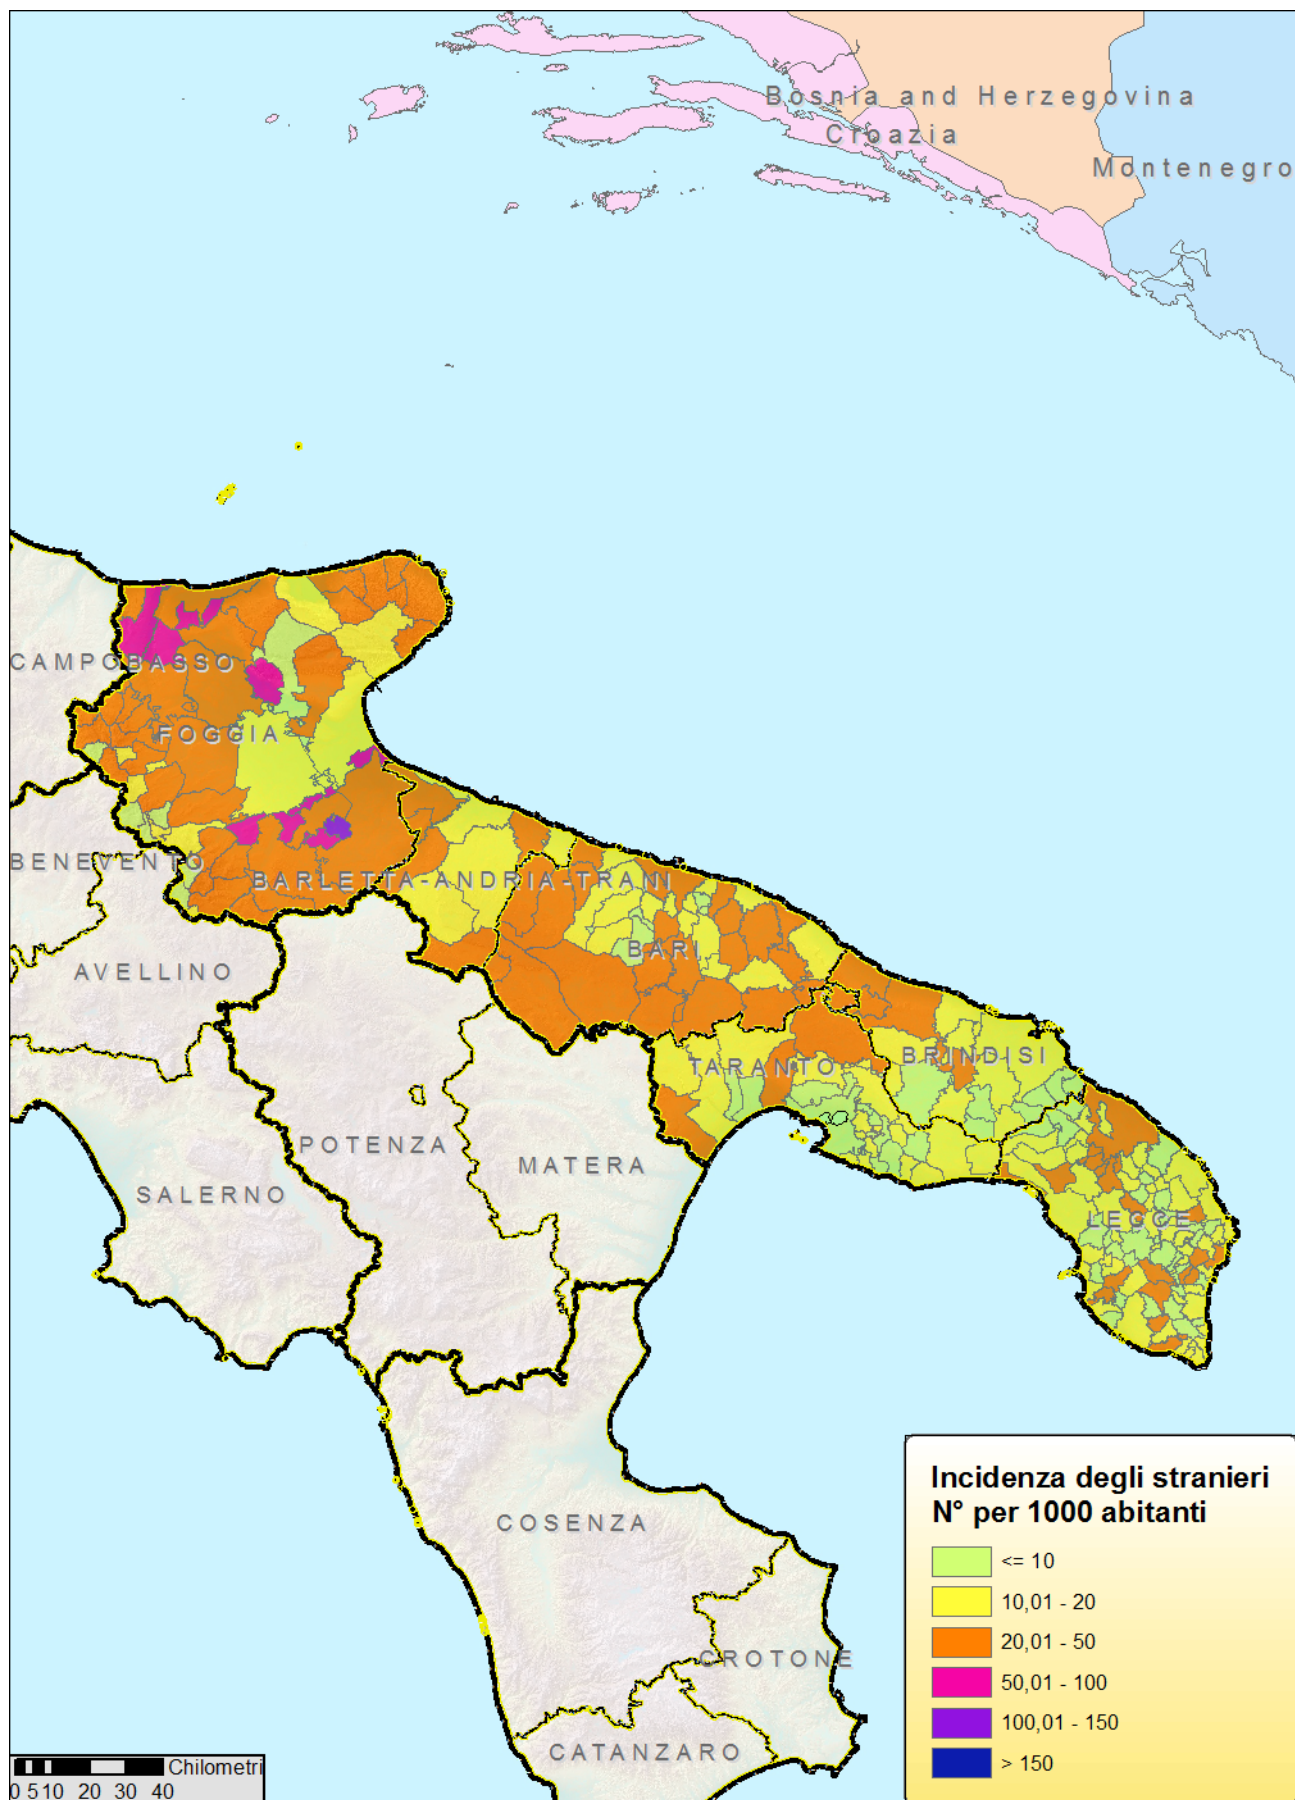 Bosnia and Herzegovina
Croazia
Montenegro
CAMPOBASSO
FOGGIA
BENEVENTO
BARLETTA-ANDRIA-TRANI
BARI
AVELLINO
BRINDISI
TARANTO
POTENZA
MATERA
SALERNO
LECCE
COSENZA
CROTONE
CATANZARO
Incidenza degli stranieri
N° per 1000 abitanti
<= 10
10,01 - 20
20,01 - 50
50,01 - 100
100,01 - 150
> 150
Chilometri
0 5 10 20 30 40